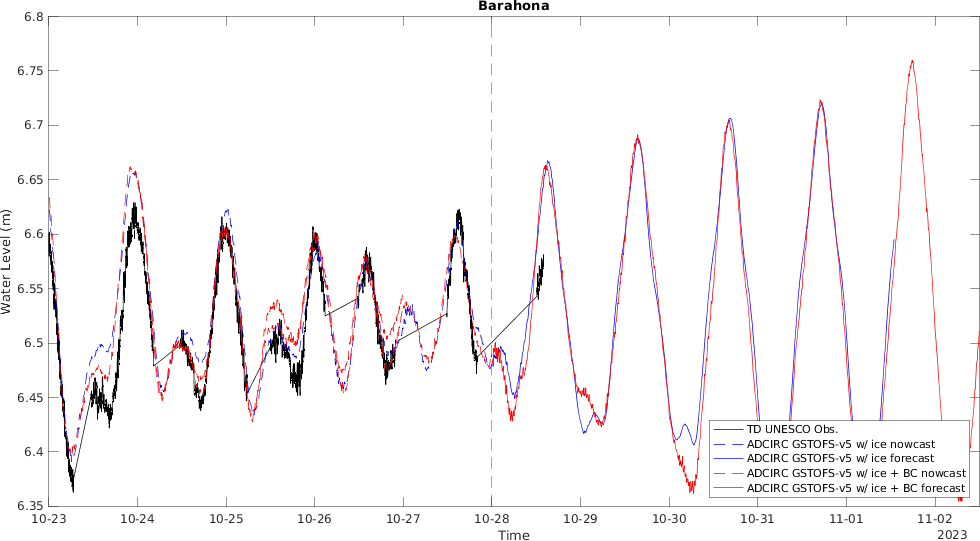 Barahona
6.8
6.75
6.7
6.65
6.6
6.55
6.5
6.45
6.4
6.35
Water Level (m)
10-23 10-24 10-25 10-26 10-27 10-28 10-29 10-30 10-31 11-01 11-02
Time
2023
TD UNESCO Obs.
ADCIRC GSTOFS-v5 w/ ice nowcast
ADCIRC GSTOFS-v5 w/ ice forecast
ADCIRC GSTOFS-v5 w/ ice + BC nowcast
ADCIRC GSTOFS-v5 w/ ice + BC forecast